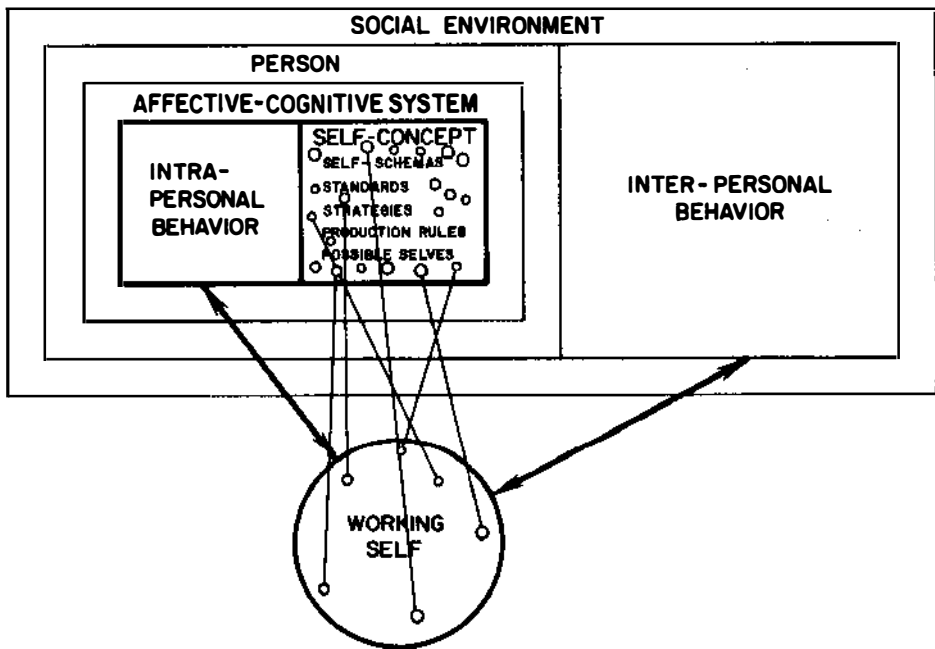 SOCIAL ENVIRONMENT
PERSON
AFFECTIVE-COGNITIVE SYSTEM
SELF-CONCEPT
SELF-SCHEMAS
STANDARDS
STRATEGIES
PRODUCTION RULES
POSSIBLE SELVES
INTRA-
PERSONAL
BEHAVIOR
INTER-PERSONAL
BEHAVIOR
WORKING
SELF